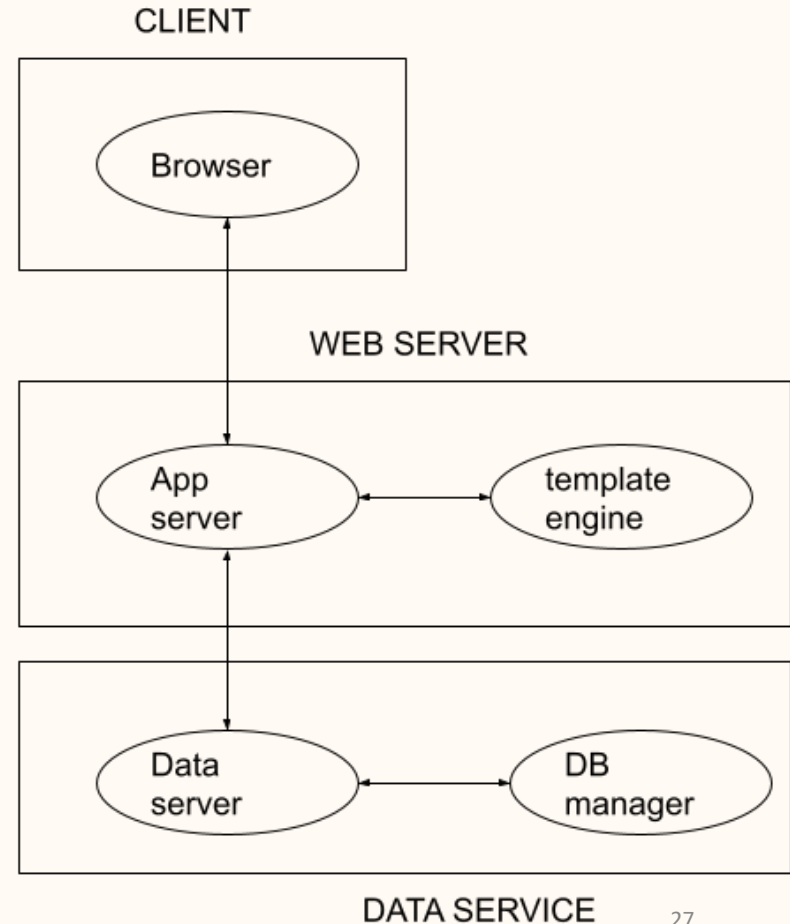 CLIENT
Browser
WEB SERVER
App
server
template
engine
Data
server
DB
manager
DATA SERVICE
27